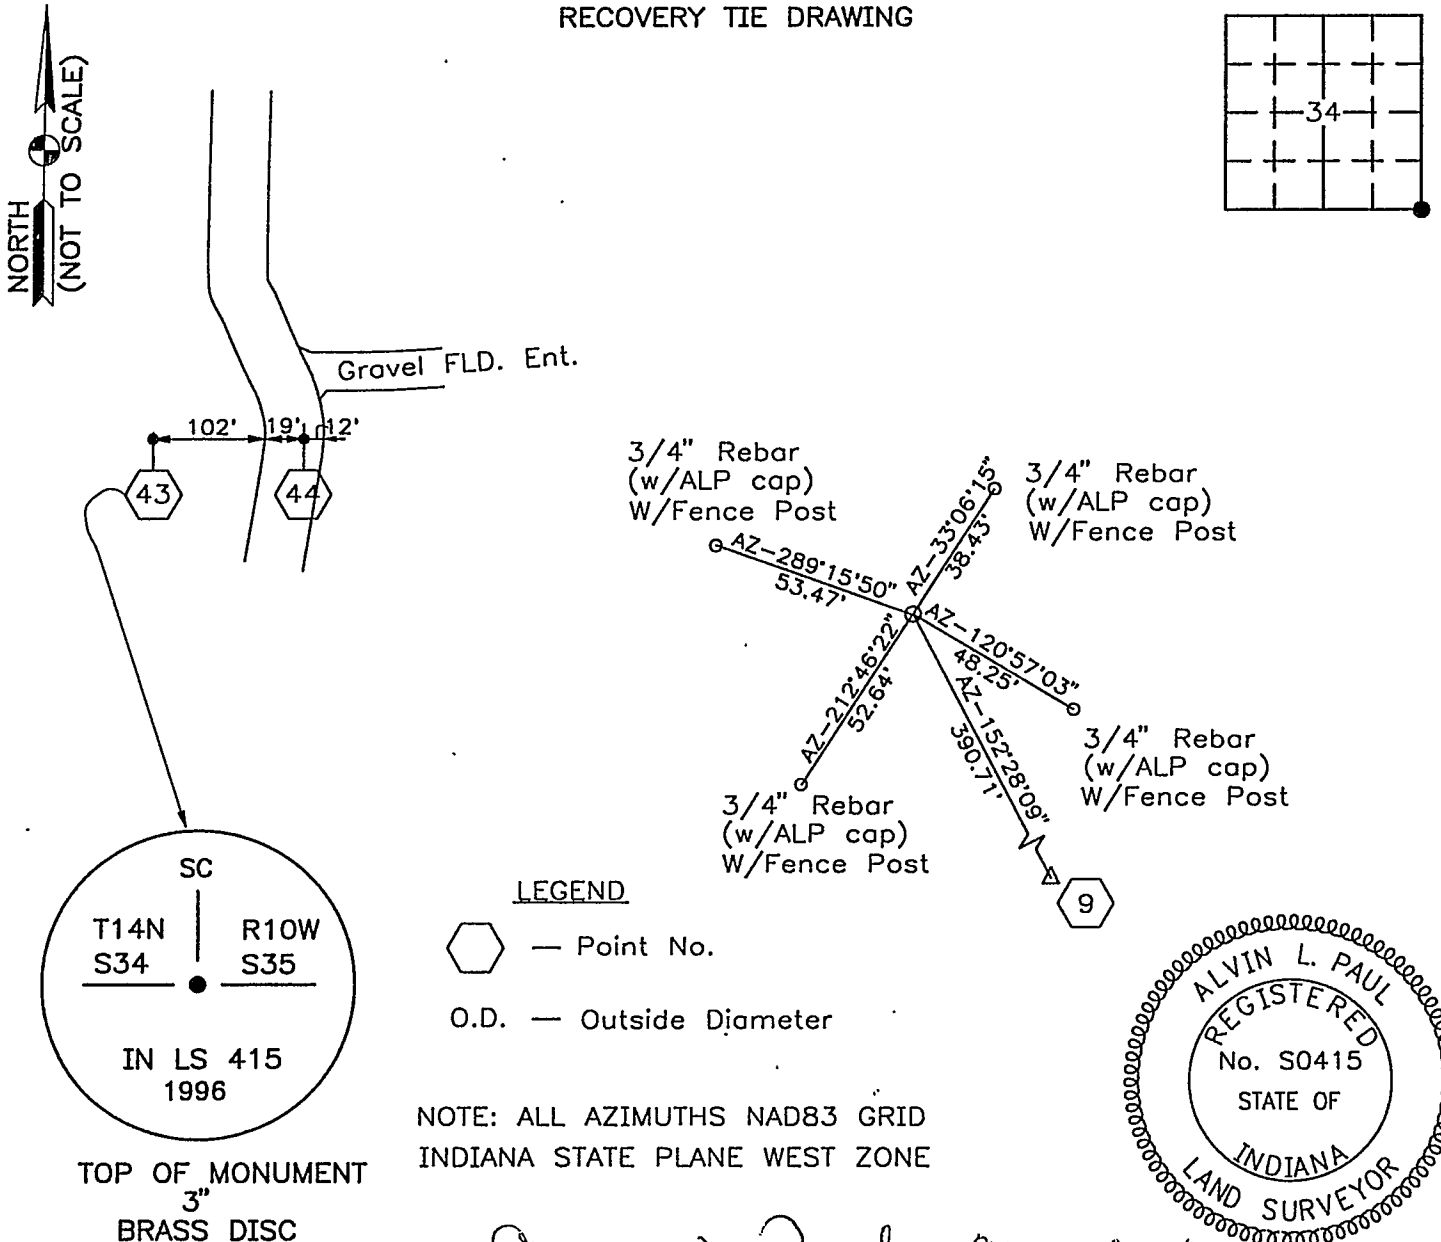 RECOVERY TIE DRAWING
NORTH
(NOT TO SCALE)
34
Gravel FLD. Ent.
102'
19'
12'
43
44
3/4" Rebar
(w/ALP cap)
W/Fence Post
3/4" Rebar
(w/ALP cap)
W/Fence Post
AZ-33°06'15"
38.43'
AZ-289°15'50"
53.47'
AZ-120°57'03"
48.25'
AZ-212°46'22"
52.64'
AZ-152°28'09"
390.71'
3/4" Rebar
(w/ALP cap)
W/Fence Post
3/4" Rebar
(w/ALP cap)
W/Fence Post
9
SC
T14N R10W
S34 S35
IN LS 415
1996
TOP OF MONUMENT
3"
BRASS DISC
LEGEND
— Point No.
O.D. — Outside Diameter
NOTE: ALL AZIMUTHS NAD83 GRID
INDIANA STATE PLANE WEST ZONE
ALVIN L. PAUL
REGISTERED
No. S0415
STATE OF
INDIANA
LAND SURVEYOR